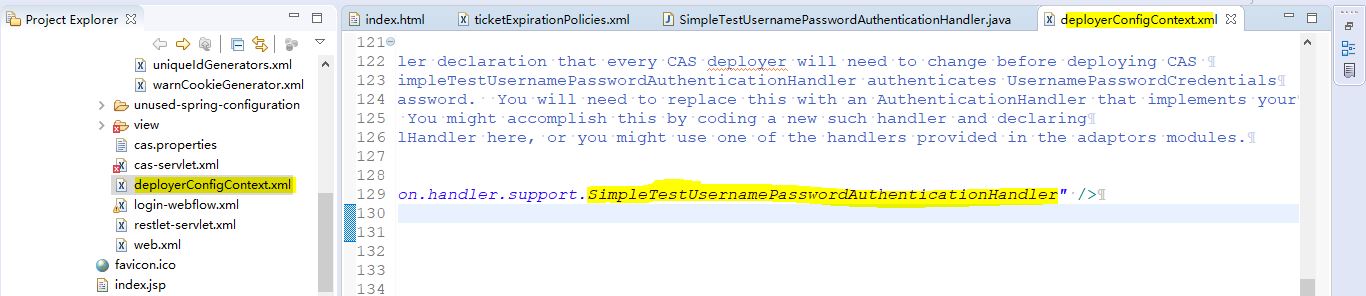 Project Explorer
uniqueIdGenerators.xml
warnCookieGenerator.xml
unused-spring-configuration
view
cas.properties
cas-servlet.xml
deployerConfigContext.xml
login-webflow.xml
restlet-servlet.xml
web.xml
favicon.ico
index.jsp
index.html ticketExpirationPolicies.xml SimpleTestUsernamePasswordAuthenticationHandler.java deployerConfigContext.xml
121
122 ler declaration that every CAS deployer will need to change before deploying CAS
123 impleTestUsernamePasswordAuthenticationHandler authenticates UsernamePasswordCredentials
124 assword. You will need to replace this with an AuthenticationHandler that implements your
125 You might accomplish this by coding a new such handler and declaring
126 lHandler here, or you might use one of the handlers provided in the adaptors modules.
127
128
129 on.handler.support.SimpleTestUsernamePasswordAuthenticationHandler" />
130
131
132
133
134